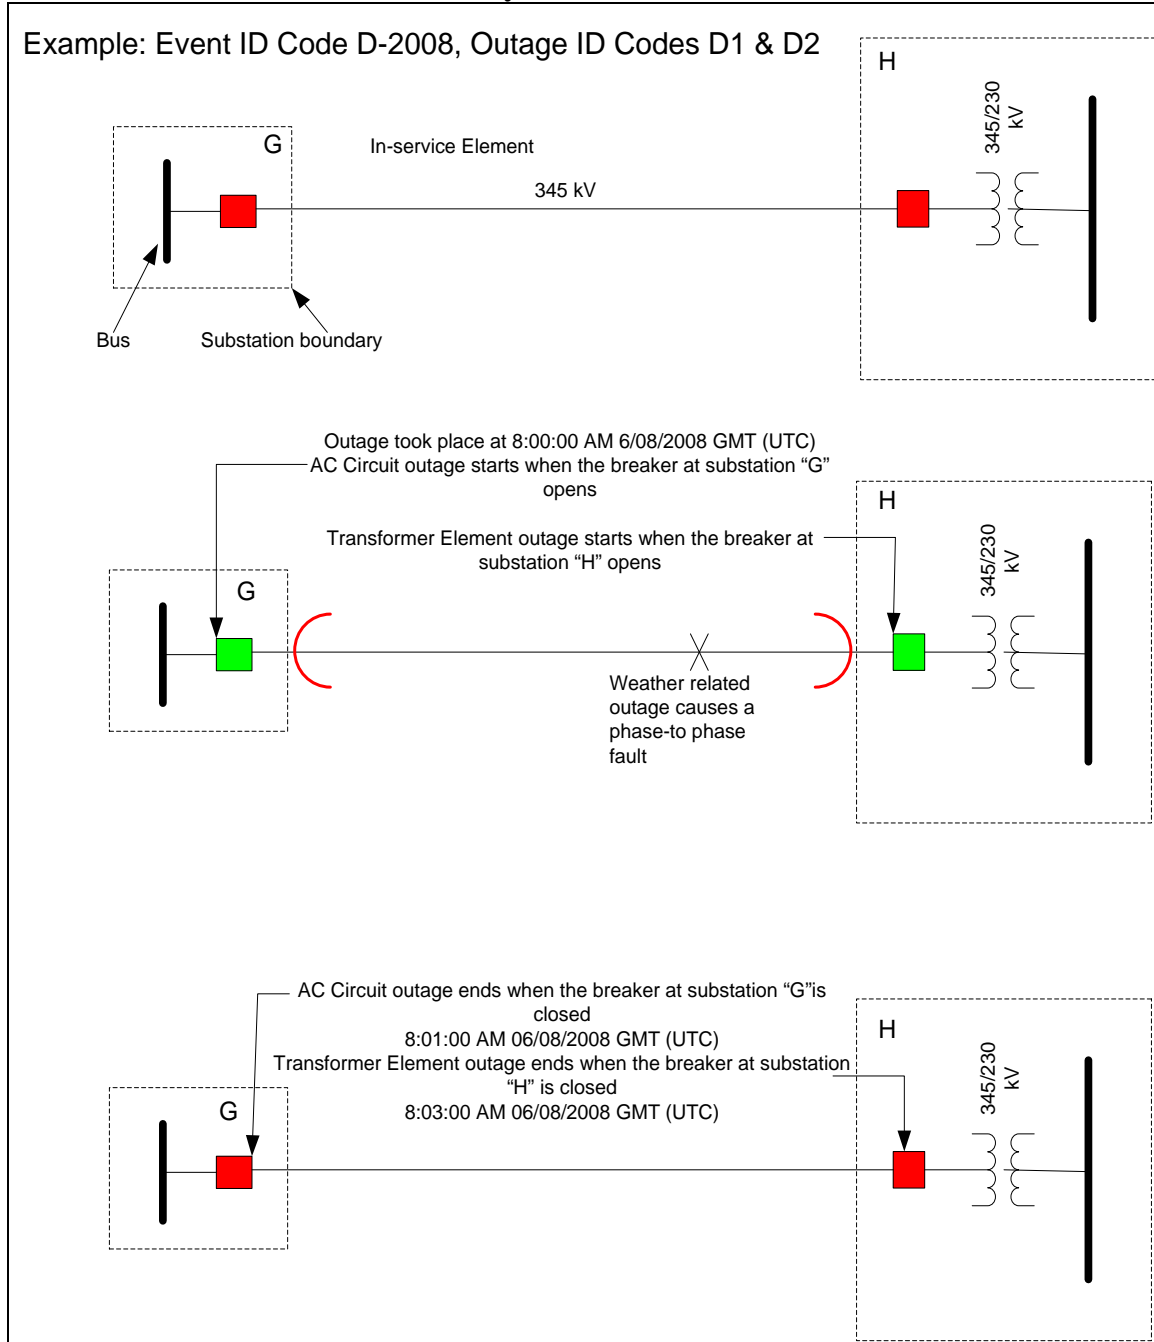 Example: Event ID Code D-2008, Outage ID Codes D1 & D2
H
G
In-service Element
345/230
kV
345 kV
Bus
Substation boundary
Outage took place at 8:00:00 AM 6/08/2008 GMT (UTC)
AC Circuit outage starts when the breaker at substation “G”
opens
H
Transformer Element outage starts when the breaker at
substation “H” opens
345/230
kV
G
Weather related
outage causes a
phase-to phase
fault
AC Circuit outage ends when the breaker at substation “G”is
closed
8:01:00 AM 06/08/2008 GMT (UTC)
Transformer Element outage ends when the breaker at substation
“H” is closed
8:03:00 AM 06/08/2008 GMT (UTC)
H
345/230
kV
G